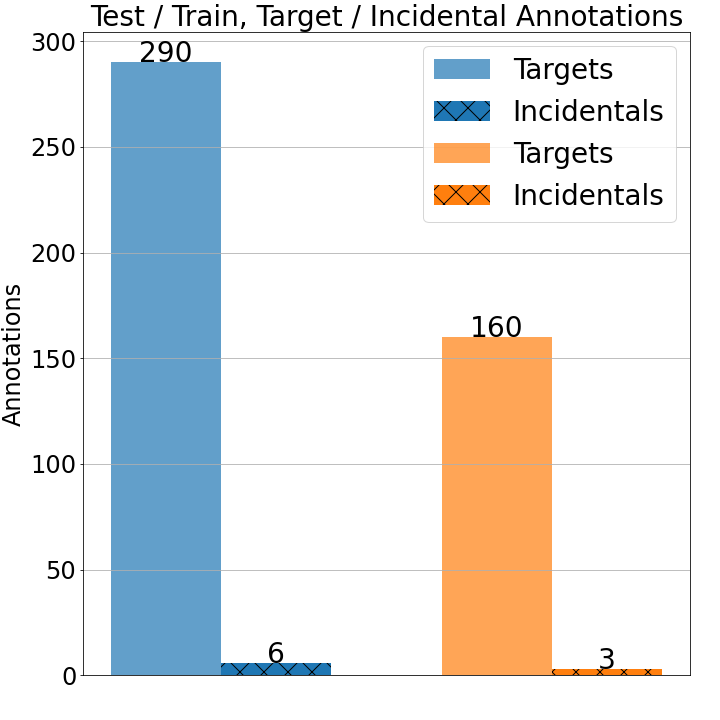 Test / Train, Target / Incidental Annotations
300
250
200
150
100
50
0
Annotations
290
6
160
3
Targets
Incidentals
Targets
Incidentals